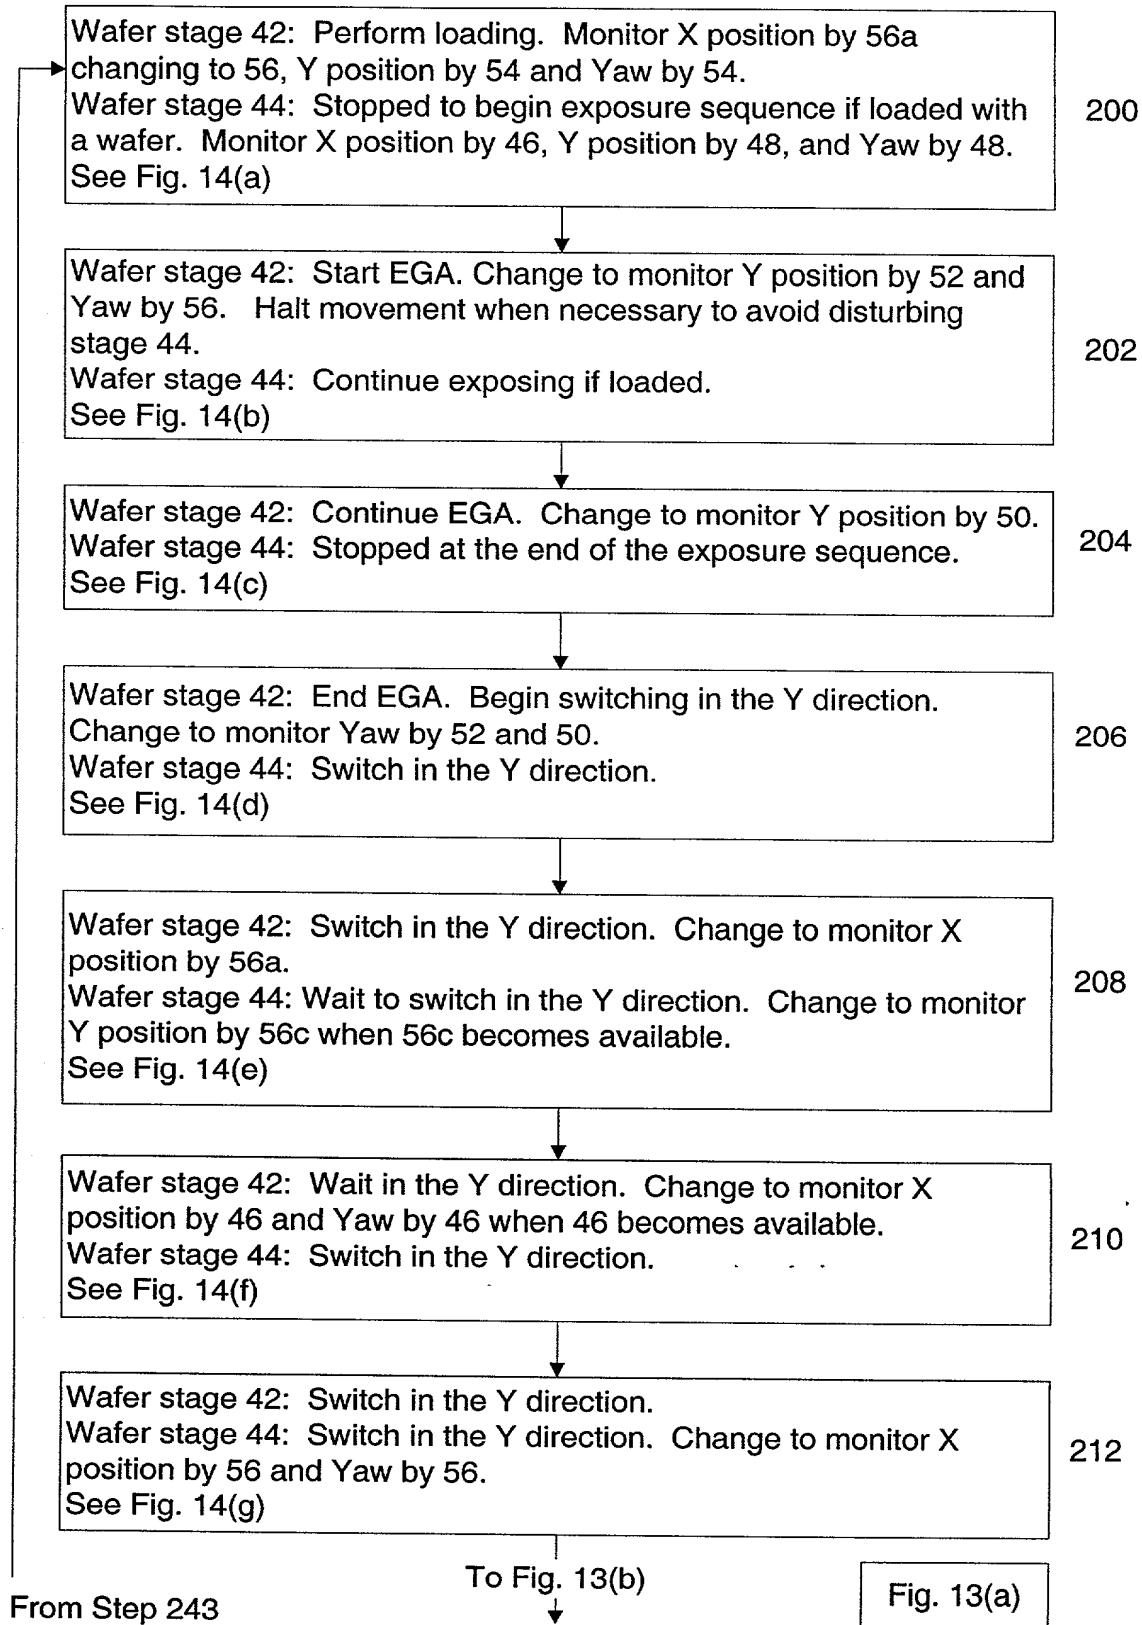 Wafer stage 42: Perform loading. Monitor X position by 56a
changing to 56, Y position by 54 and Yaw by 54.
Wafer stage 44: Stopped to begin exposure sequence if loaded with
a wafer. Monitor X position by 46, Y position by 48, and Yaw by 48.
See Fig. 14(a)
200
Wafer stage 42: Start EGA. Change to monitor Y position by 52 and
Yaw by 56. Halt movement when necessary to avoid disturbing
stage 44.
Wafer stage 44: Continue exposing if loaded.
See Fig. 14(b)
202
Wafer stage 42: Continue EGA. Change to monitor Y position by 50.
Wafer stage 44: Stopped at the end of the exposure sequence.
See Fig. 14(c)
204
Wafer stage 42: End EGA. Begin switching in the Y direction.
Change to monitor Yaw by 52 and 50.
Wafer stage 44: Switch in the Y direction.
See Fig. 14(d)
206
Wafer stage 42: Switch in the Y direction. Change to monitor X
position by 56a.
Wafer stage 44: Wait to switch in the Y direction. Change to monitor
Y position by 56c when 56c becomes available.
See Fig. 14(e)
208
Wafer stage 42: Wait in the Y direction. Change to monitor X
position by 46 and Yaw by 46 when 46 becomes available.
Wafer stage 44: Switch in the Y direction.
See Fig. 14(f)
210
Wafer stage 42: Switch in the Y direction.
Wafer stage 44: Switch in the Y direction. Change to monitor X
position by 56 and Yaw by 56.
See Fig. 14(g)
212
To Fig. 13(b)
Fig. 13(a)
From Step 243